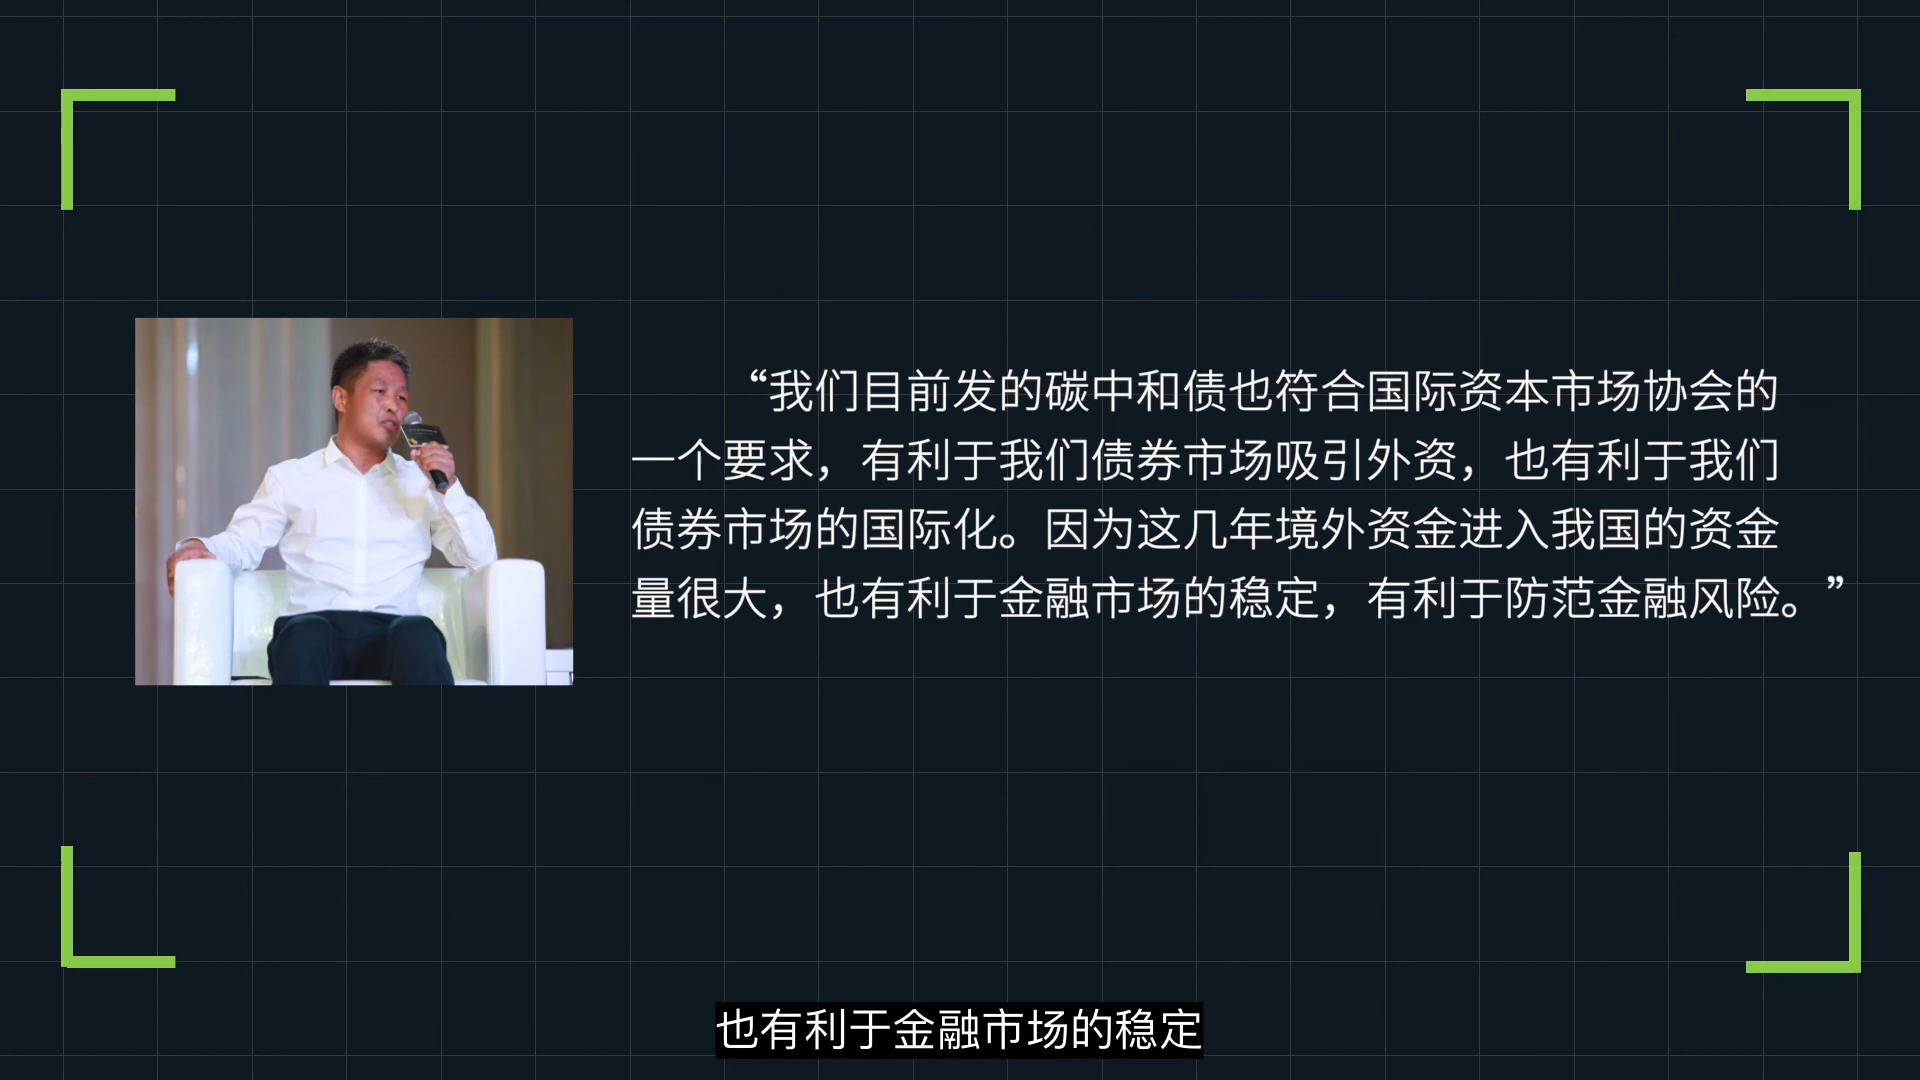 “我们目前发的碳中和债也符合国际资本市场协会的
一个要求，有利于我们债券市场吸引外资，也有利于我们
债券市场的国际化。因为这几年境外资金进入我国的资金
量很大，也有利于金融市场的稳定，有利于防范金融风险。”
也有利于金融市场的稳定